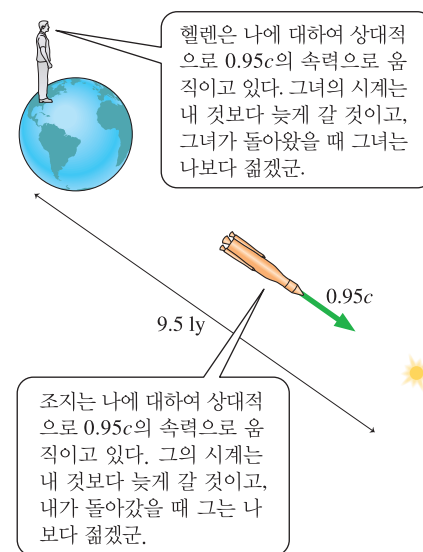 헬렌은 나에 대하여 상대적
으로 0.95c의 속력으로 움
직이고 있다. 그녀의 시계는
내 것보다 늦게 갈 것이고,
그녀가 돌아왔을 때 그녀는
나보다 젊겠군.
0.95c
9.5 ly
조지는 나에 대하여 상대적
으로 0.95c의 속력으로 움
직이고 있다. 그의 시계는
내 것보다 늦게 갈 것이고,
내가 돌아갔을 때 그는 나
보다 젊겠군.